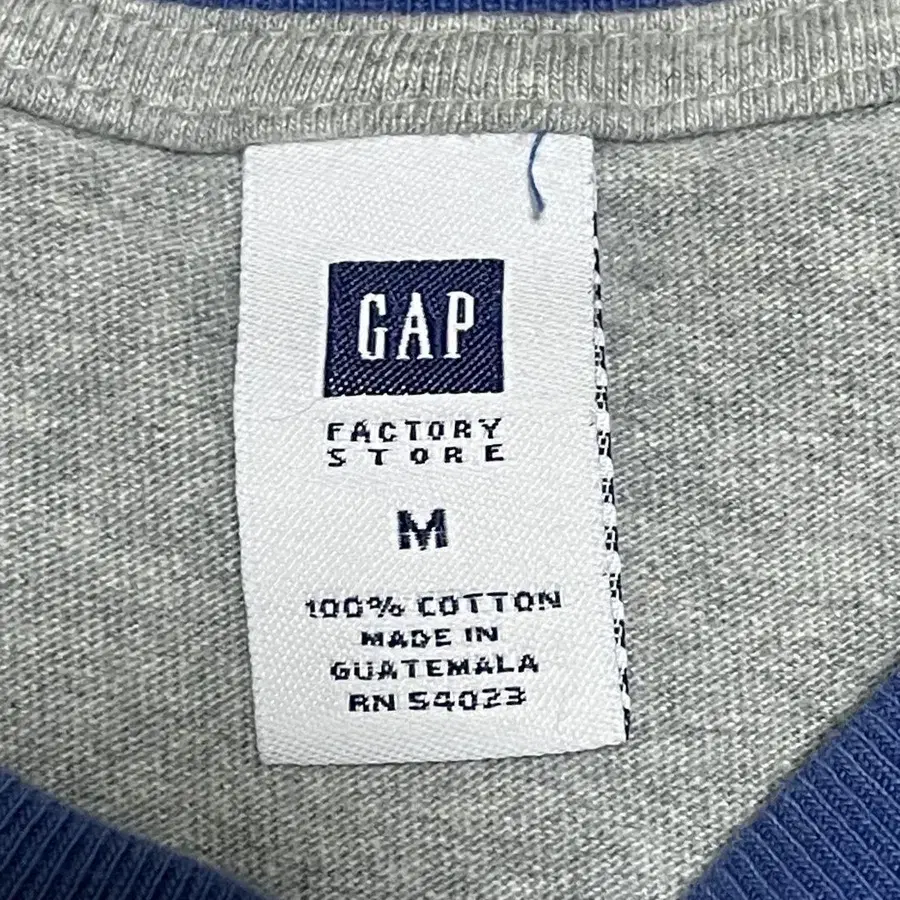 GAP
FACTORY
STORE
M
100% COTTON
MADE IN
GUATEMALA
RN 54023